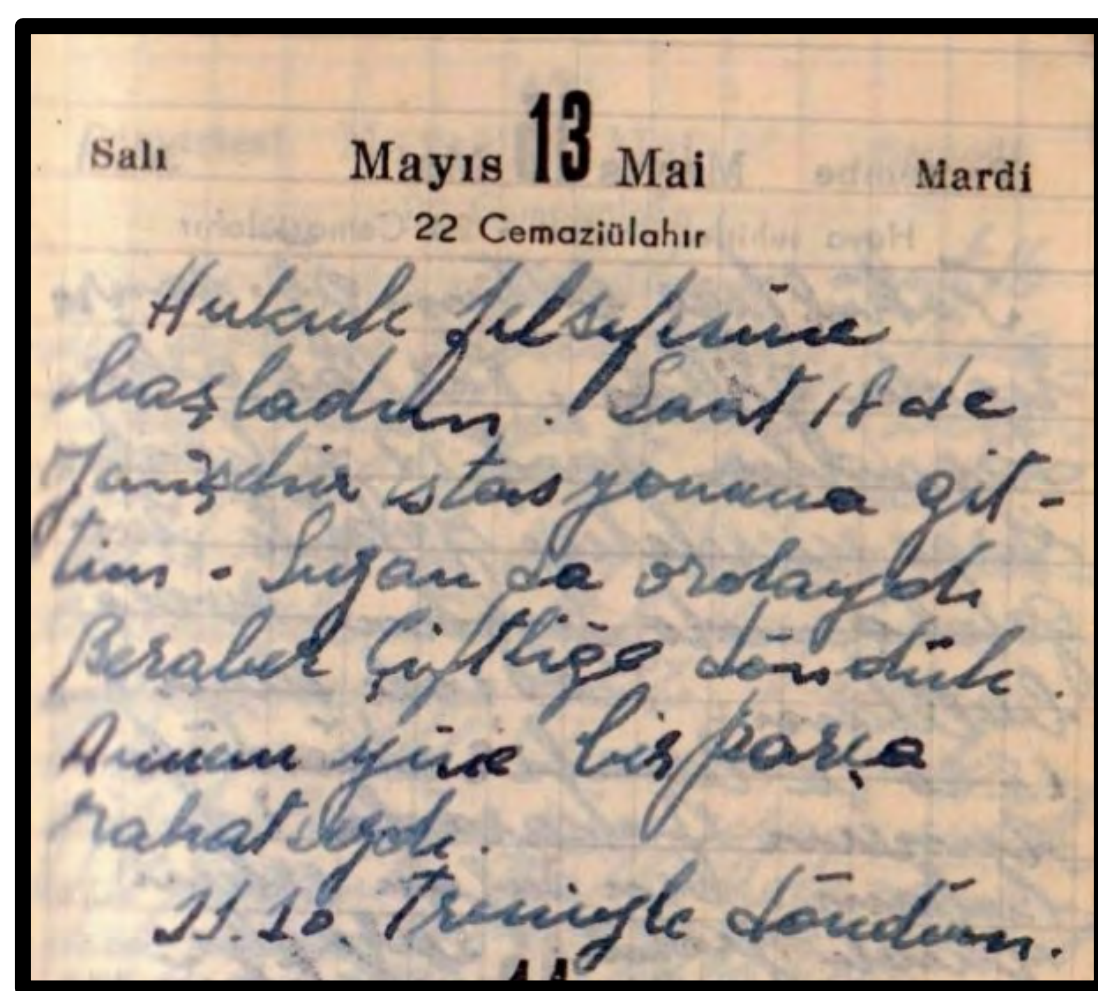 Salı Mayıs 13 Mai Mardi
22 Cemaziülahır
Hukuk felsefesine
başladım. Saat 18 de
Yenişehir istasyonuna git-
tim - Suzan da oradaydı
Beraber Çiftliğe döndük.
Annem yine bir parça
rahatsızdı.
11.10. Treniyle döndüm.